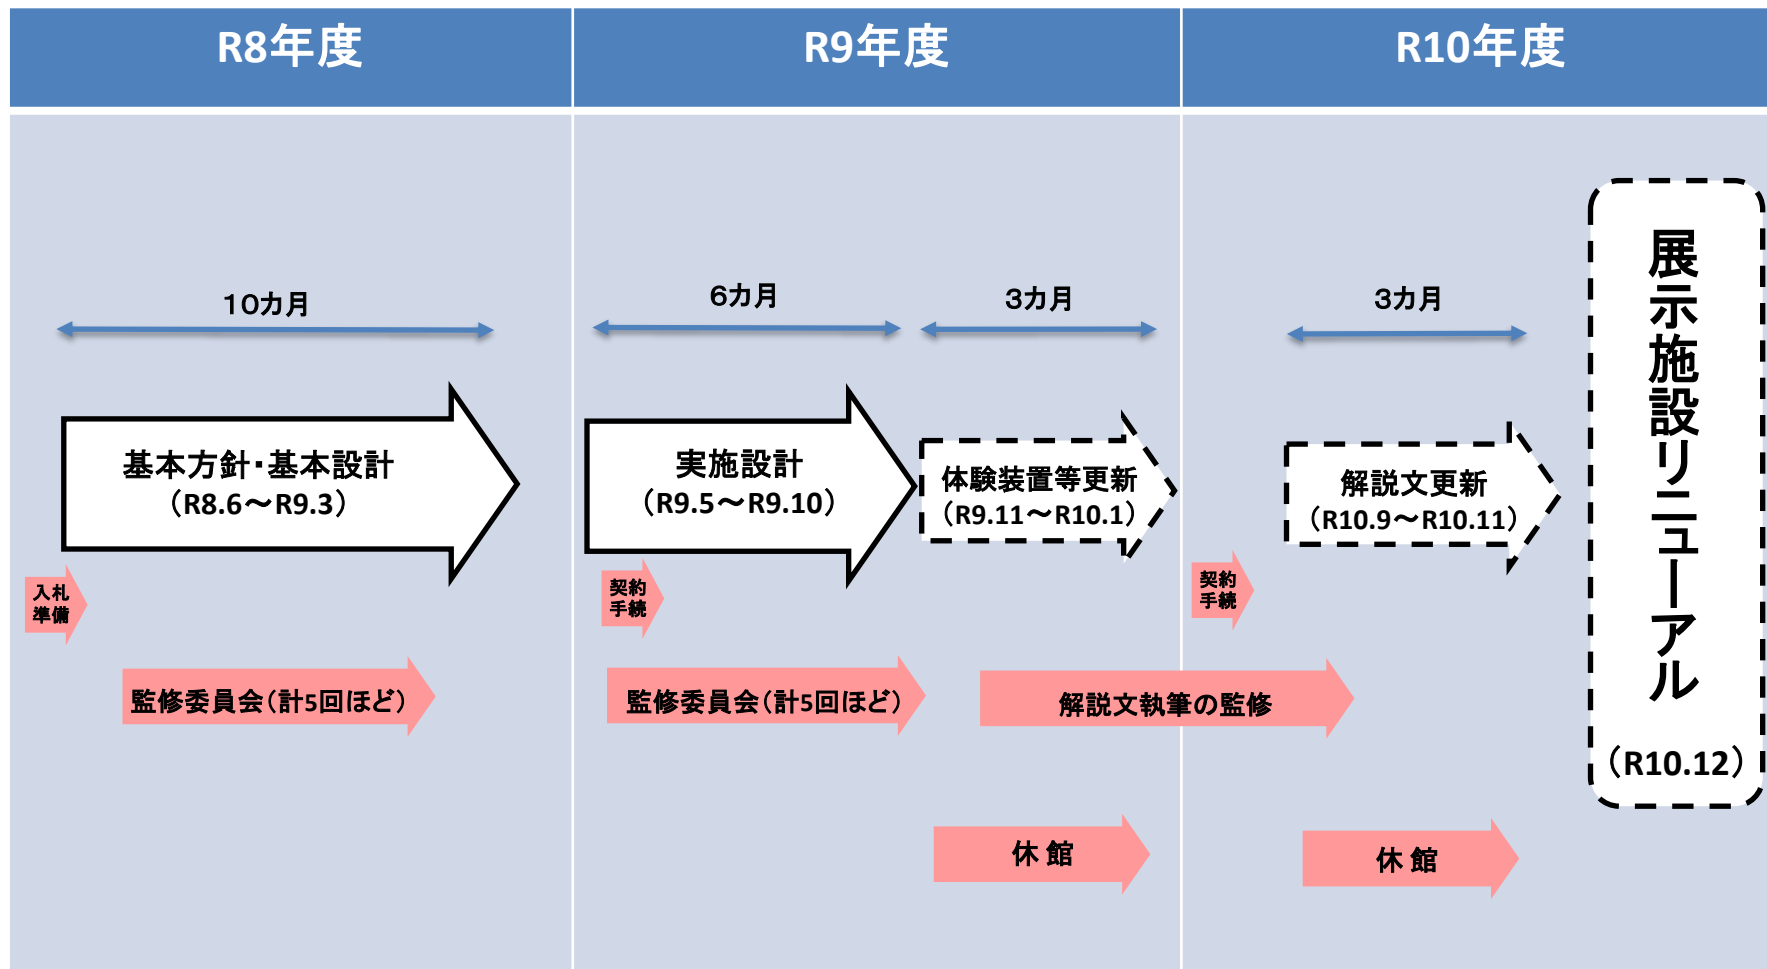 R8年度
R9年度
R10年度
10カ月
6カ月
3カ月
3カ月
基本方針・基本設計
（R8.6～R9.3）
実施設計
（R9.5～R9.10）
体験装置等更新
（R9.11～R10.1）
解説文更新
（R10.9～R10.11）
展示施設リニューアル
（R10.12）
入札
準備
契約
手続
契約
手続
監修委員会（計5回ほど）
監修委員会（計5回ほど）
解説文執筆の監修
休 館
休 館